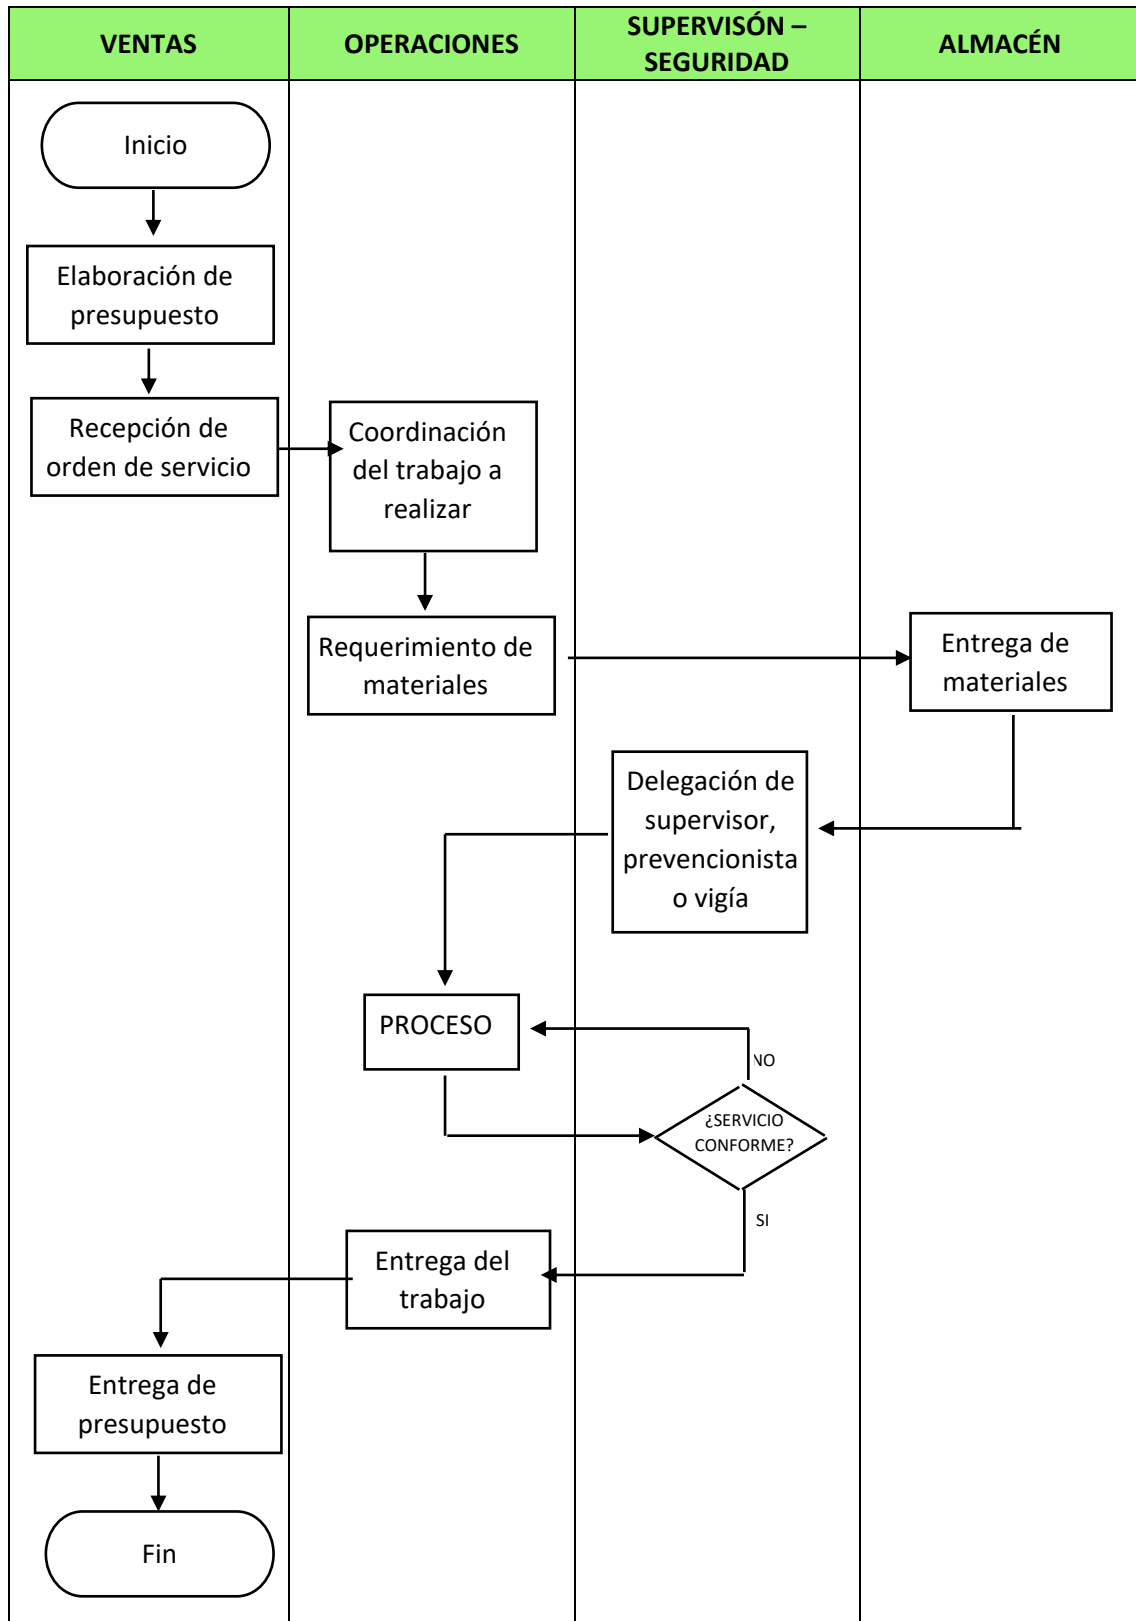 VENTAS
OPERACIONES
SUPERVISÓN –
SEGURIDAD
ALMACÉN
Inicio
Elaboración de
presupuesto
Recepción de
orden de servicio
Coordinación
del trabajo a
realizar
Requerimiento de
materiales
Entrega de
materiales
Delegación de
supervisor,
prevencionista
o vigía
PROCESO
NO
¿SERVICIO
CONFORME?
SI
Entrega del
trabajo
Entrega de
presupuesto
Fin